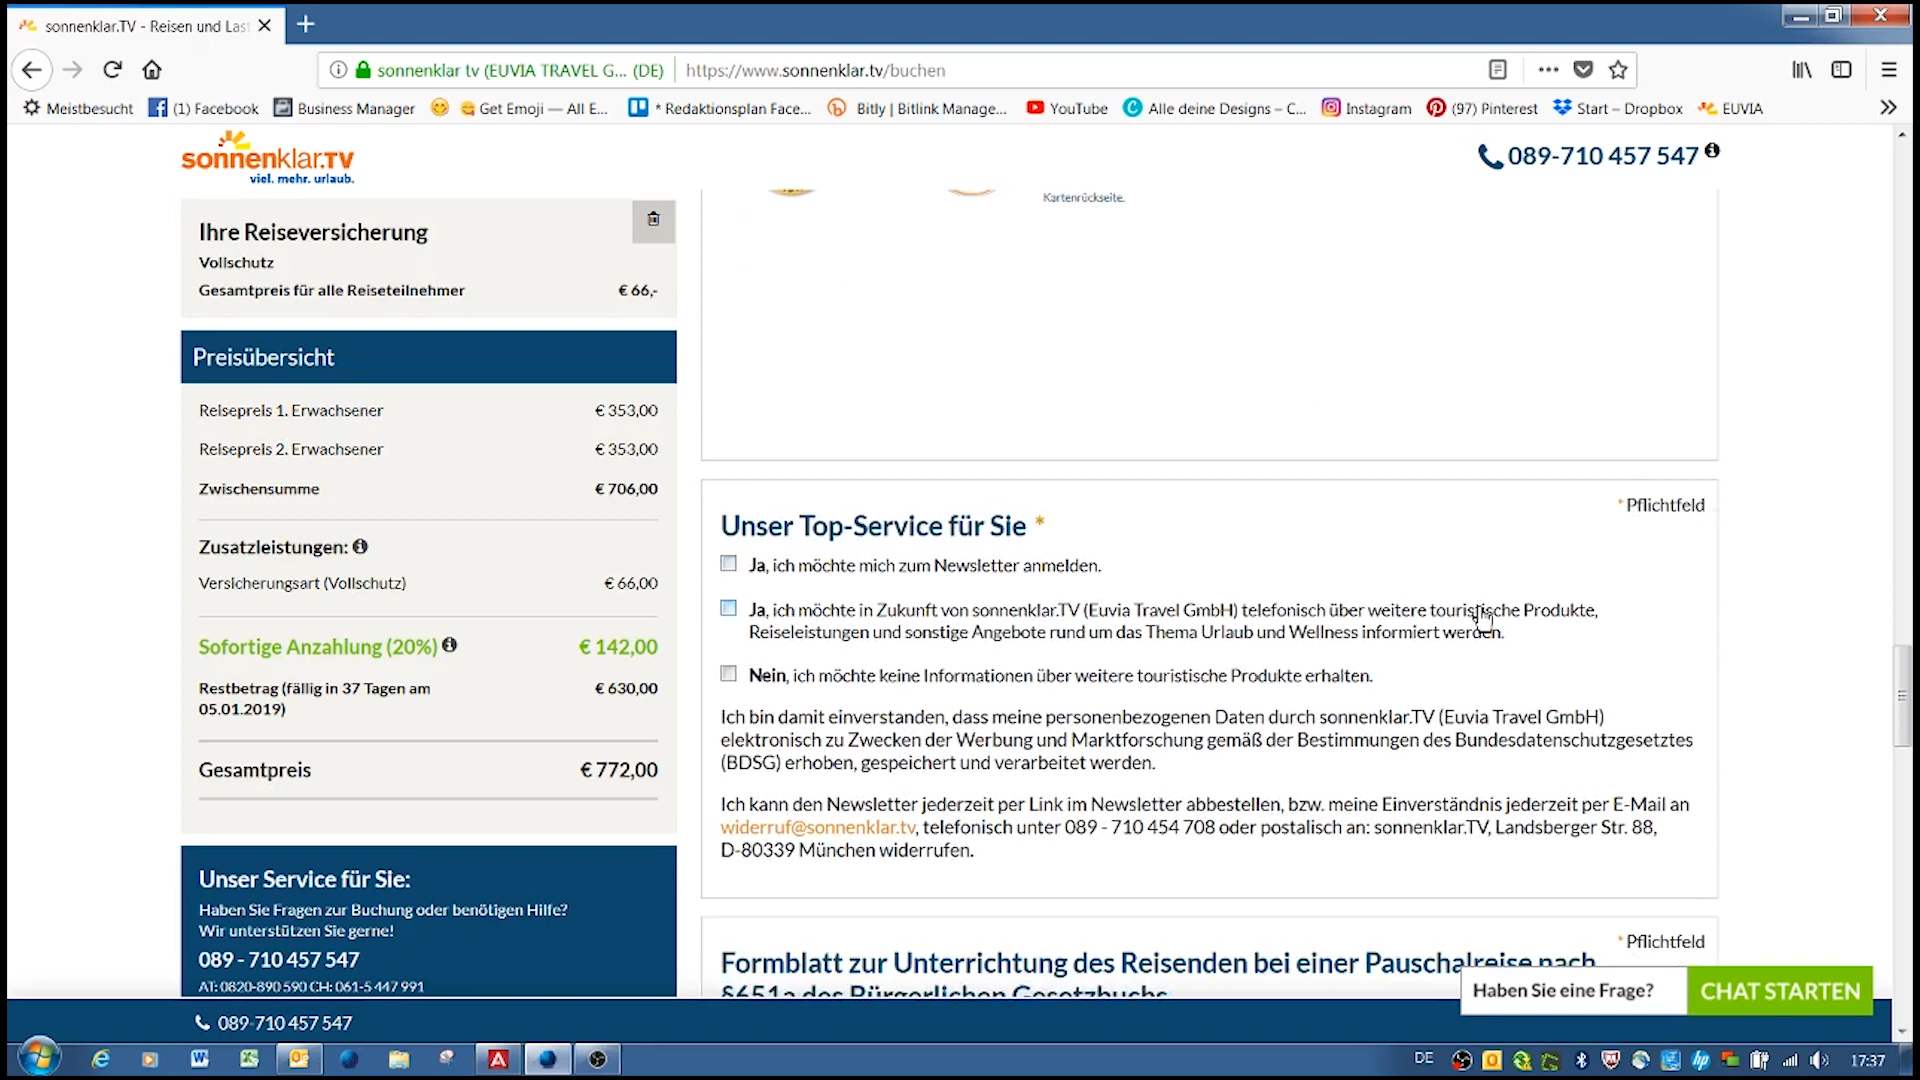 sonnenklar.TV - Reisen und Las
sonnenklar tv (EUVIA TRAVEL G... (DE)
https://www.sonnenklar.tv/buchen
Meistbesucht
(1) Facebook
Business Manager
Get Emoji — All E...
* Redaktionsplan Face...
Bitly | Bitlink Manage...
YouTube
Alle deine Designs – C...
Instagram
(97) Pinterest
Start – Dropbox
EUVIA
sonnenklar.TV
viel. mehr. urlaub.
089-710 457 547
Ihre Reiseversicherung
Vollschutz
Gesamtpreis für alle Reiseteilnehmer € 66,-
Preisübersicht
Reisepreis 1. Erwachsener € 353,00
Reisepreis 2. Erwachsener € 353,00
Zwischensumme € 706,00
Zusatzleistungen:
Versicherungsart (Vollschutz) € 66,00
Sofortige Anzahlung (20%) € 142,00
Restbetrag (fällig in 37 Tagen am € 630,00
05.01.2019)
Gesamtpreis € 772,00
Unser Service für Sie:
Haben Sie Fragen zur Buchung oder benötigen Hilfe?
Wir unterstützen Sie gerne!
089 - 710 457 547
AT: 0820-890 590 CH: 061-5 447 991
Kartenrückseite.
* Pflichtfeld
Unser Top-Service für Sie *
Ja, ich möchte mich zum Newsletter anmelden.
Ja, ich möchte in Zukunft von sonnenklar.TV (Euvia Travel GmbH) telefonisch über weitere touristische Produkte,
Reiseleistungen und sonstige Angebote rund um das Thema Urlaub und Wellness informiert werden.
Nein, ich möchte keine Informationen über weitere touristische Produkte erhalten.
Ich bin damit einverstanden, dass meine personenbezogenen Daten durch sonnenklar.TV (Euvia Travel GmbH)
elektronisch zu Zwecken der Werbung und Marktforschung gemäß der Bestimmungen des Bundesdatenschutzgesetztes
(BDSG) erhoben, gespeichert und verarbeitet werden.
Ich kann den Newsletter jederzeit per Link im Newsletter abbestellen, bzw. meine Einverständnis jederzeit per E-Mail an
widerruf@sonnenklar.tv, telefonisch unter 089 - 710 454 708 oder postalisch an: sonnenklar.TV, Landsberger Str. 88,
D-80339 München widerrufen.
* Pflichtfeld
Formblatt zur Unterrichtung des Reisenden bei einer Pauschalreise nach
§651a des Bürgerlichen Gesetzbuchs
Haben Sie eine Frage?
CHAT STARTEN
089-710 457 547
DE
17:37